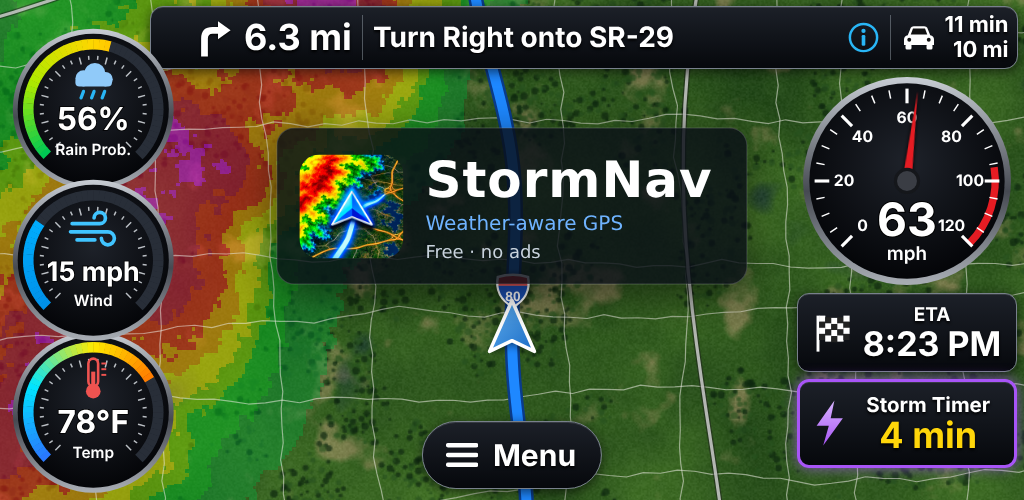 6.3 mi
Turn Right onto SR-29
11 min
10 mi
56%
Rain Prob.
15 mph
Wind
78°F
Temp
StormNav
Weather-aware GPS
Free · no ads
80
0
20
40
60
80
100
120
63
mph
ETA
8:23 PM
Storm Timer
4 min
Menu